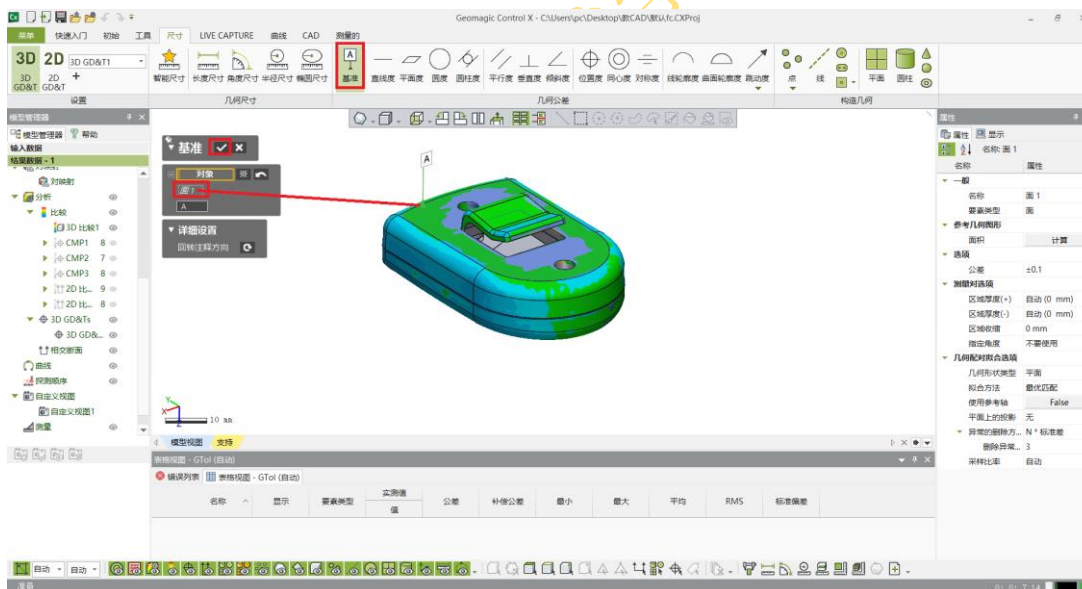 Geomagic Control X - C:\Users\pc\Desktop\默CAD\默认fc.CXProj
菜单 快速入门 初始 工具 尺寸 LIVE CAPTURE 曲线 CAD 测量的
3D 2D 3D GD&T1
3D GD&T 2D GD&T
智能尺寸 长度尺寸 角度尺寸 半径尺寸 椭圆尺寸 基准 直线度 平面度 圆度 圆柱度 平行度 垂直度 倾斜度 位置度 同心度 对称度 线轮廓度 曲面轮廓度 跳动度 点 线 平面 圆柱
设置 几何尺寸 几何公差 构造几何
模型管理器
模型管理器 帮助
输入数据
结果数据 - 1
对映射
分析
比较
3D 比较1
CMP1 8
CMP2 7
CMP3 8
2D 比... 9
2D 比... 8
3D GD&Ts
3D GD&...
相交断面
曲线
探测顺序
自定义视图
自定义视图1
测量
基准
对象
面1
A
详细设置
回转注释方向
A
10 mm
模型视图 支持
表格视图 - GTol (自动)
错误列表 表格视图 - GTol (自动)
名称 显示 要素类型 实测值 公差 补偿公差 最小 最大 平均 RMS 标准偏差
值
属性
属性 显示
名称: 面 1
名称 属性
一般
名称 面 1
要素类型 面
参考几何图形
面积 计算
选项
公差 ±0.1
测量对选项
区域厚度(+) 自动 (0 mm)
区域厚度(-) 自动 (0 mm)
区域收缩 0 mm
指定角度 不要使用
几何配对拟合选项
几何形状类型 平面
拟合方法 最优匹配
使用参考轴 False
平面上的投影 无
异常的删除方... N * 标准差
删除异常... 3
采样比率 自动
自动 自动
准备